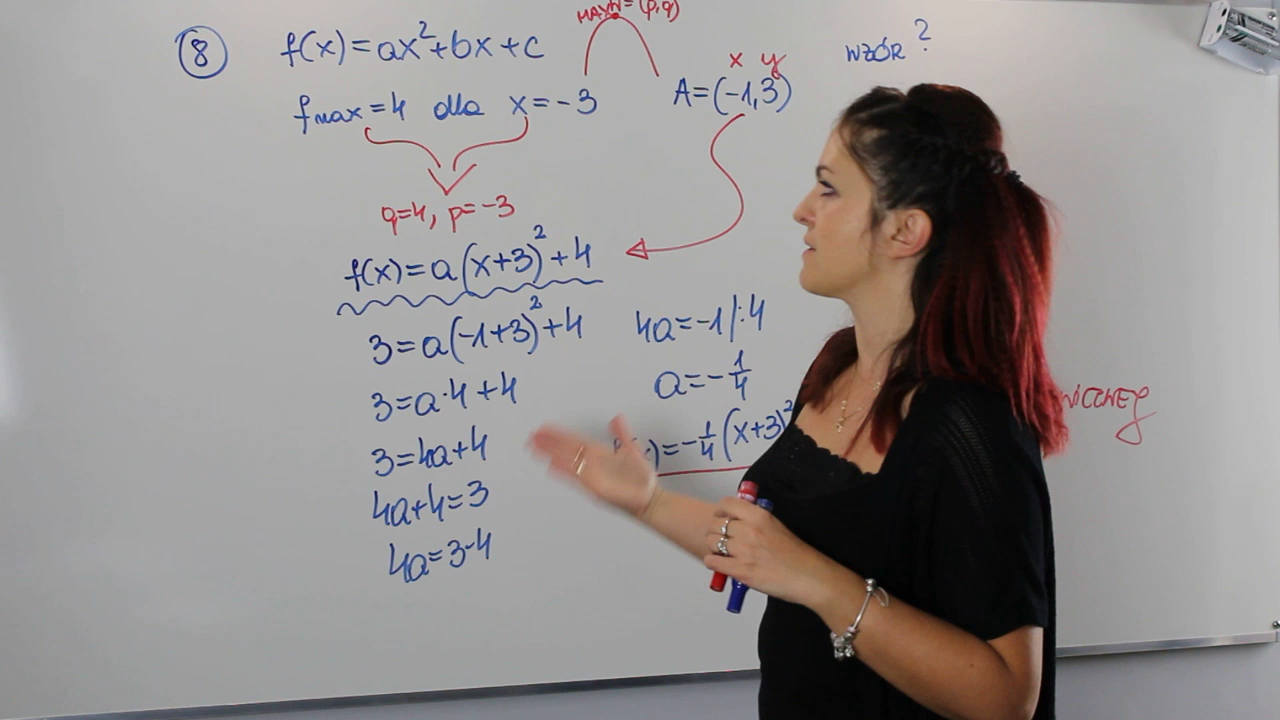 8 f(x)=ax²+bx+c
MAX W=(p,q)
wzór?
fmax=4 dla x=-3
x y
A=(-1,3)
q=4, p=-3
f(x)=a(x+3)²+4
3=a(-1+3)²+4
3=a·4+4
3=4a+4
4a+4=3
4a=3-4
4a=-1/:4
a=-1/4
)=-1/4(x+3)²